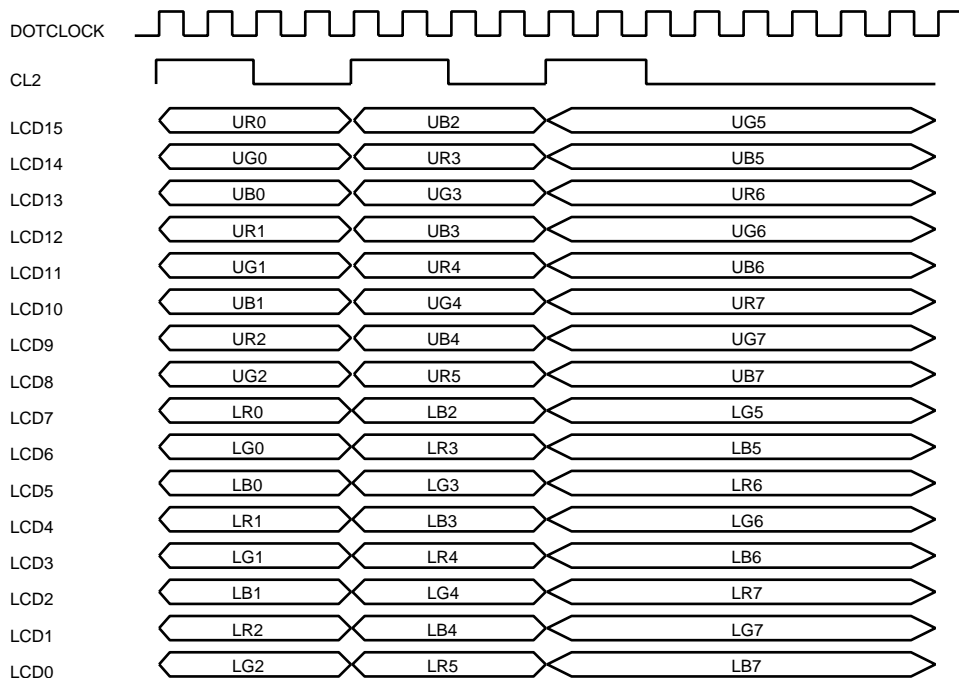 DOTCLOCK
CL2
LCD15 UR0 UB2 UG5
LCD14 UG0 UR3 UB5
LCD13 UB0 UG3 UR6
LCD12 UR1 UB3 UG6
LCD11 UG1 UR4 UB6
LCD10 UB1 UG4 UR7
LCD9 UR2 UB4 UG7
LCD8 UG2 UR5 UB7
LCD7 LR0 LB2 LG5
LCD6 LG0 LR3 LB5
LCD5 LB0 LG3 LR6
LCD4 LR1 LB3 LG6
LCD3 LG1 LR4 LB6
LCD2 LB1 LG4 LR7
LCD1 LR2 LB4 LG7
LCD0 LG2 LR5 LB7